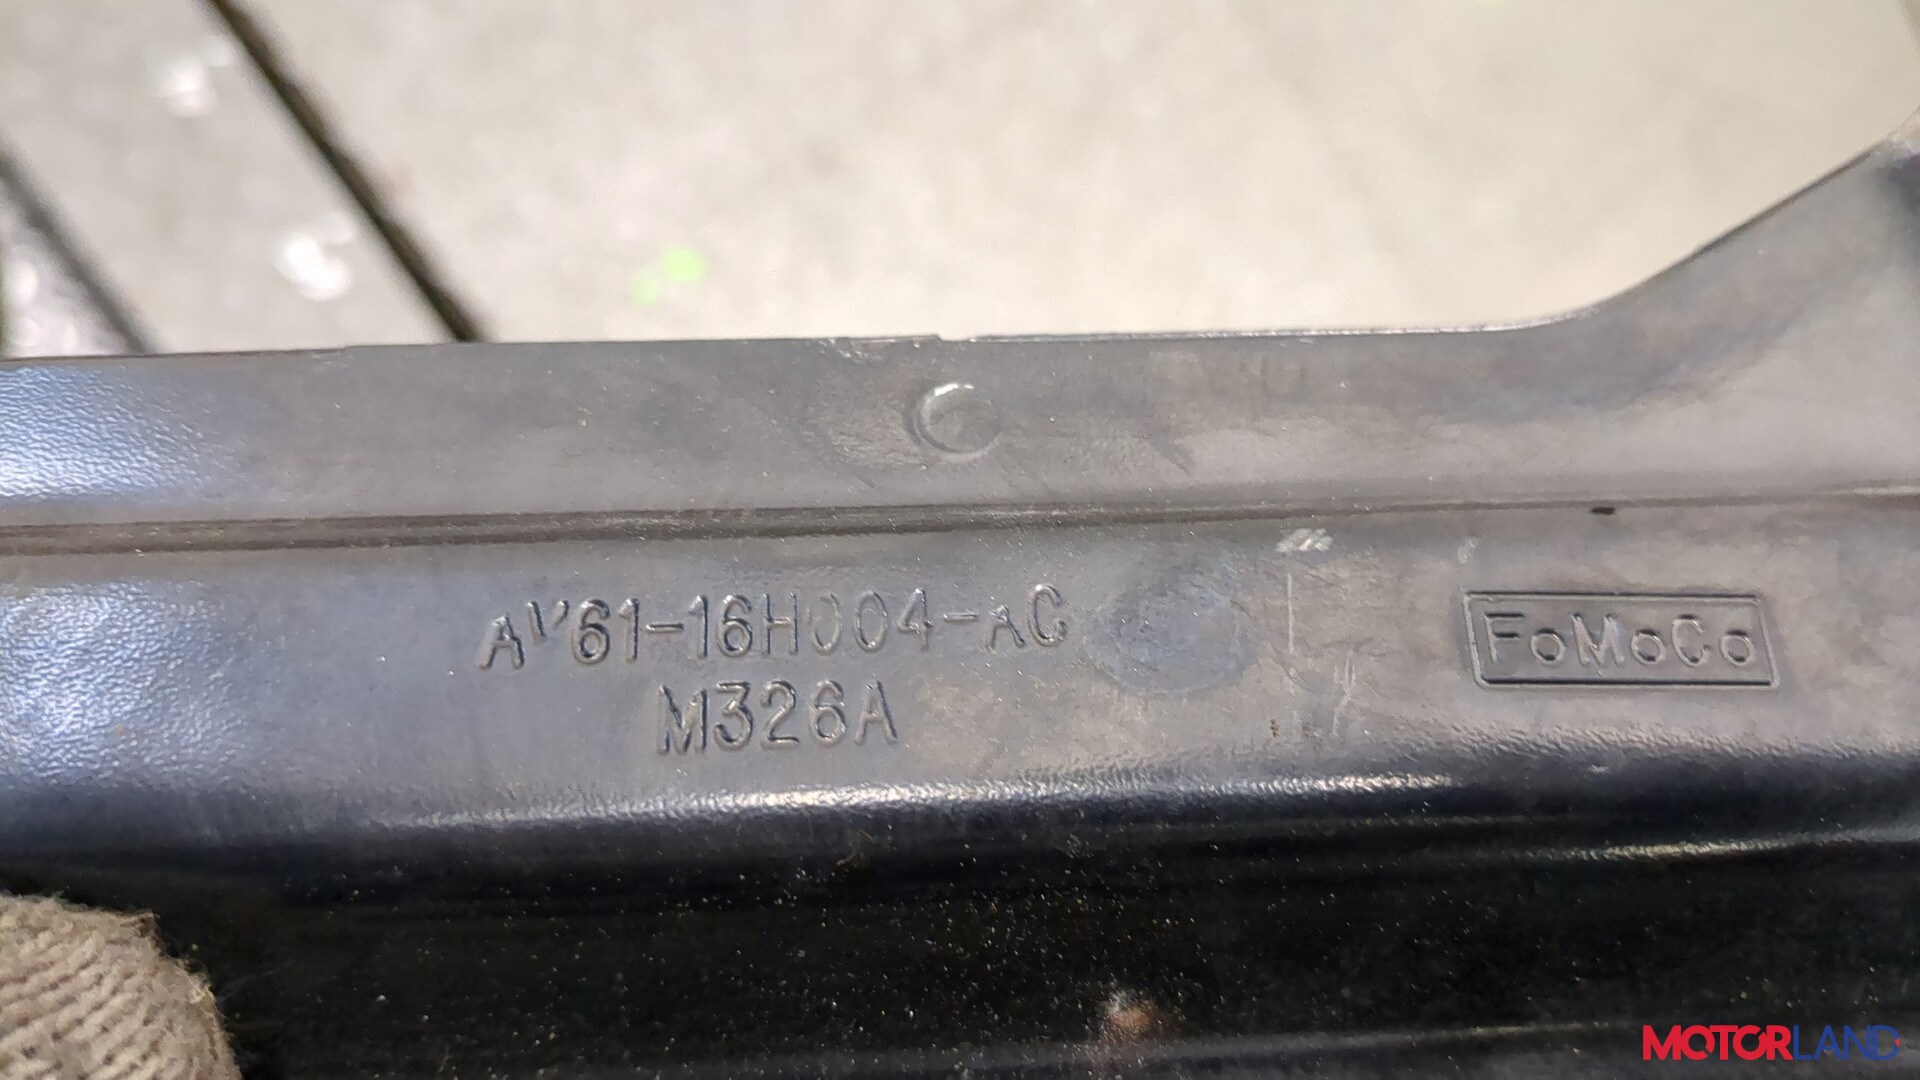 AV61-16H004-AC
M326A
FoMoCo
MOTORLAND